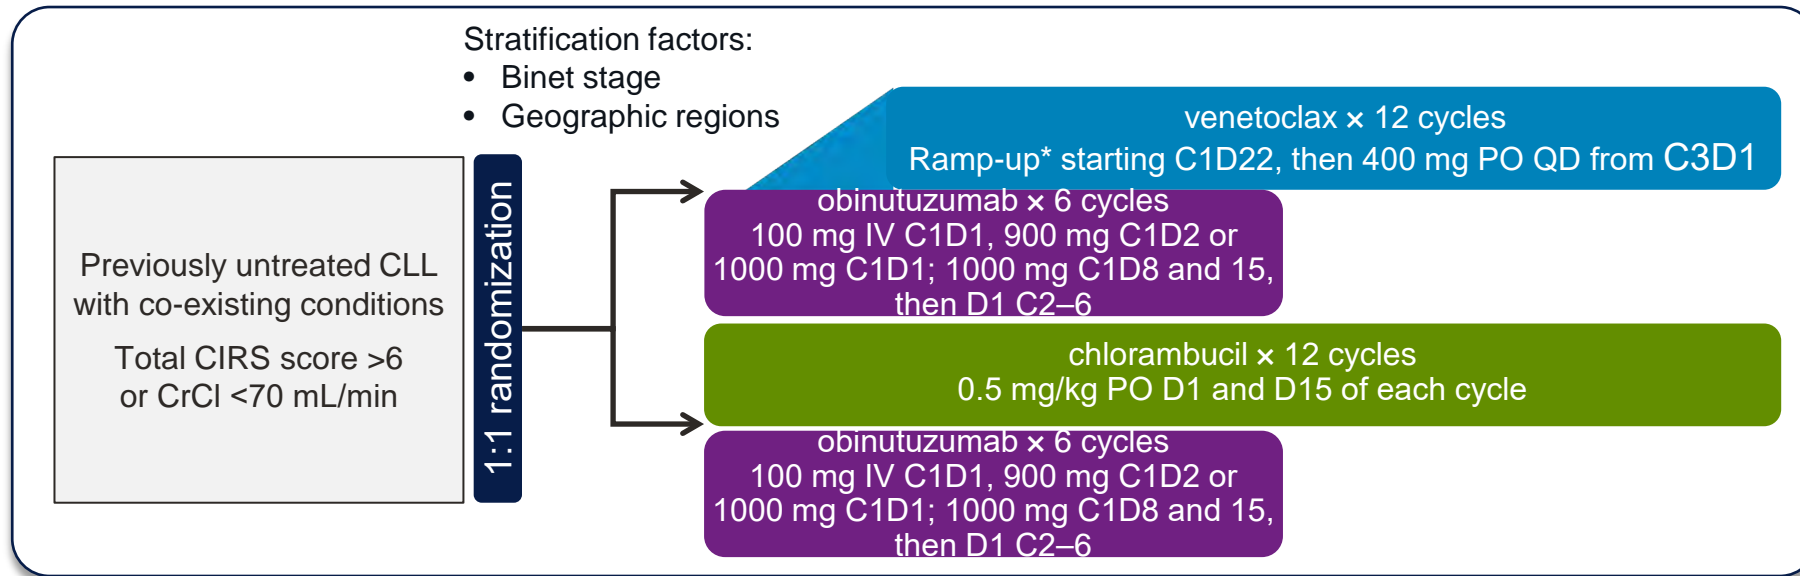 Stratification factors:
• Binet stage
• Geographic regions
Previously untreated CLL
with co-existing conditions
Total CIRS score >6
or CrCl <70 mL/min
1:1 randomization
venetoclax × 12 cycles
Ramp-up* starting C1D22, then 400 mg PO QD from C3D1
obinutuzumab × 6 cycles
100 mg IV C1D1, 900 mg C1D2 or
1000 mg C1D1; 1000 mg C1D8 and 15,
then D1 C2–6
chlorambucil × 12 cycles
0.5 mg/kg PO D1 and D15 of each cycle
obinutuzumab × 6 cycles
100 mg IV C1D1, 900 mg C1D2 or
1000 mg C1D1; 1000 mg C1D8 and 15,
then D1 C2–6